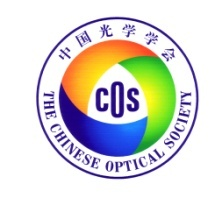 中国光学学会
COS
THE CHINESE OPTICAL SOCIETY